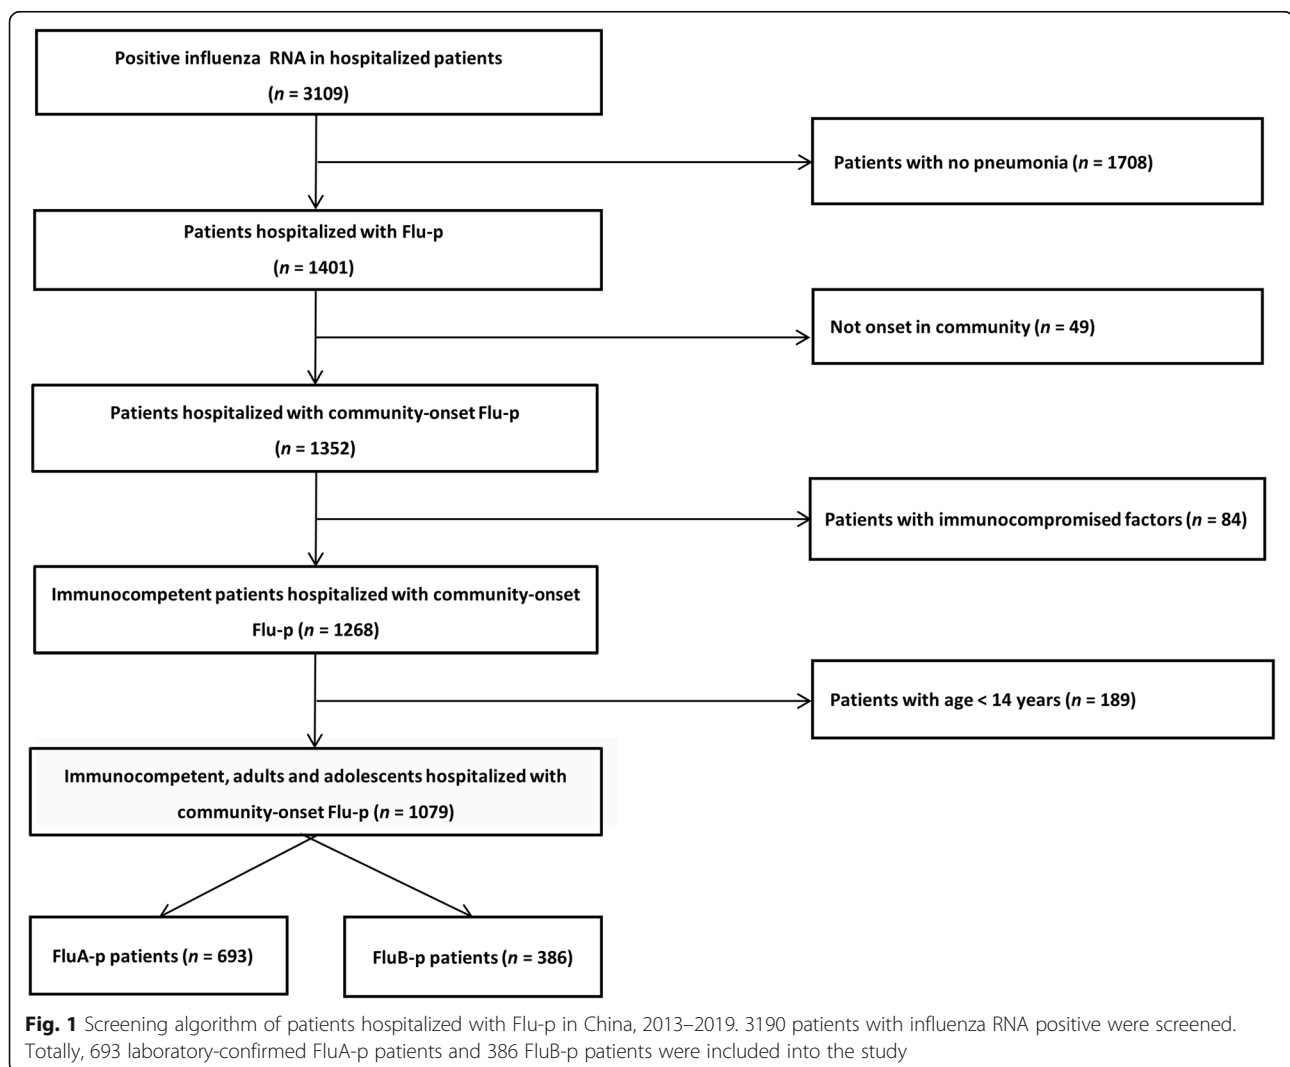 Positive influenza RNA in hospitalized patients
(n = 3109)
Patients with no pneumonia (n = 1708)
Patients hospitalized with Flu-p
(n = 1401)
Not onset in community (n = 49)
Patients hospitalized with community-onset Flu-p
(n = 1352)
Patients with immunocompromised factors (n = 84)
Immunocompetent patients hospitalized with community-onset
Flu-p (n = 1268)
Patients with age < 14 years (n = 189)
Immunocompetent, adults and adolescents hospitalized with
community-onset Flu-p (n = 1079)
FluA-p patients (n = 693)
FluB-p patients (n = 386)
Fig. 1 Screening algorithm of patients hospitalized with Flu-p in China, 2013–2019. 3190 patients with influenza RNA positive were screened.
Totally, 693 laboratory-confirmed FluA-p patients and 386 FluB-p patients were included into the study